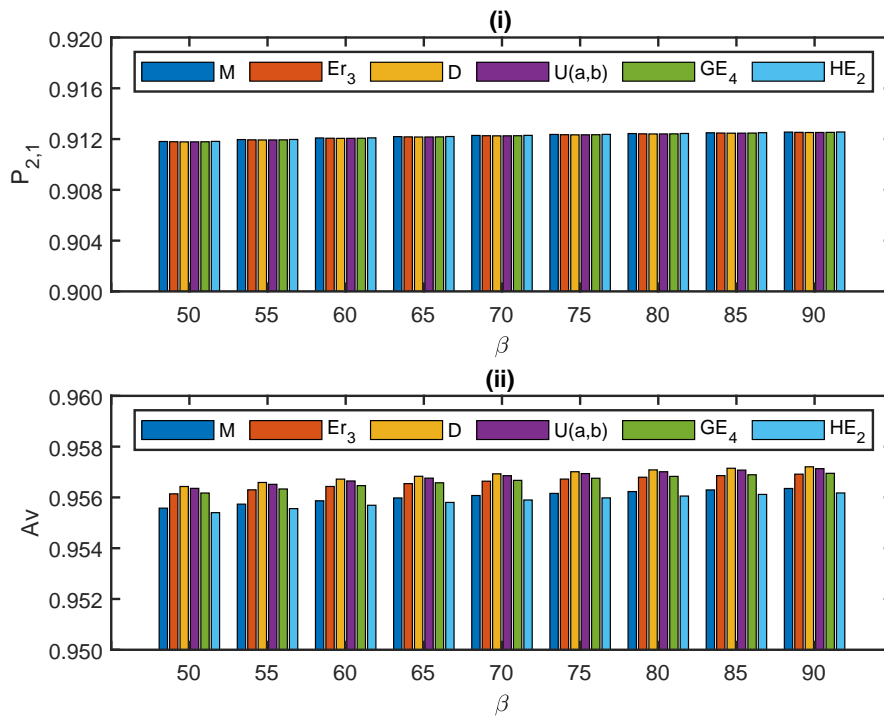 (i)
0.920
0.916
0.912
0.908
0.904
0.900
P2,1
M Er3 D U(a,b) GE4 HE2
50 55 60 65 70 75 80 85 90
β
(ii)
0.960
0.958
0.956
0.954
0.952
0.950
Av
M Er3 D U(a,b) GE4 HE2
50 55 60 65 70 75 80 85 90
β